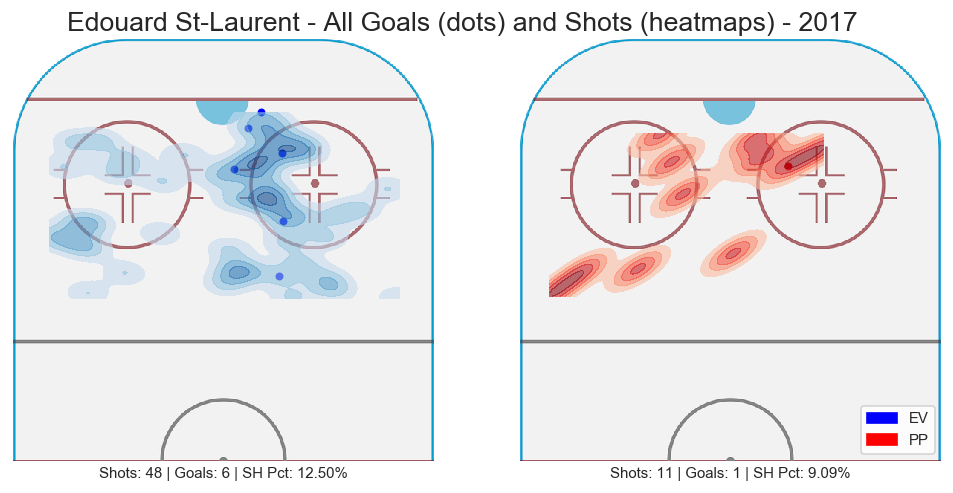 Edouard St-Laurent - All Goals (dots) and Shots (heatmaps) - 2017
EV
PP
Shots: 48 | Goals: 6 | SH Pct: 12.50%
Shots: 11 | Goals: 1 | SH Pct: 9.09%